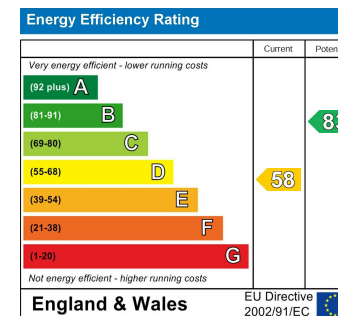 Energy Efficiency Rating
Current
Very energy efficient - lower running costs
(92 plus) A
(81-91) B
(69-80) C
(55-68) D
58
(39-54) E
(21-38) F
(1-20) G
Not energy efficient - higher running costs
England & Wales
EU Directive
2002/91/EC